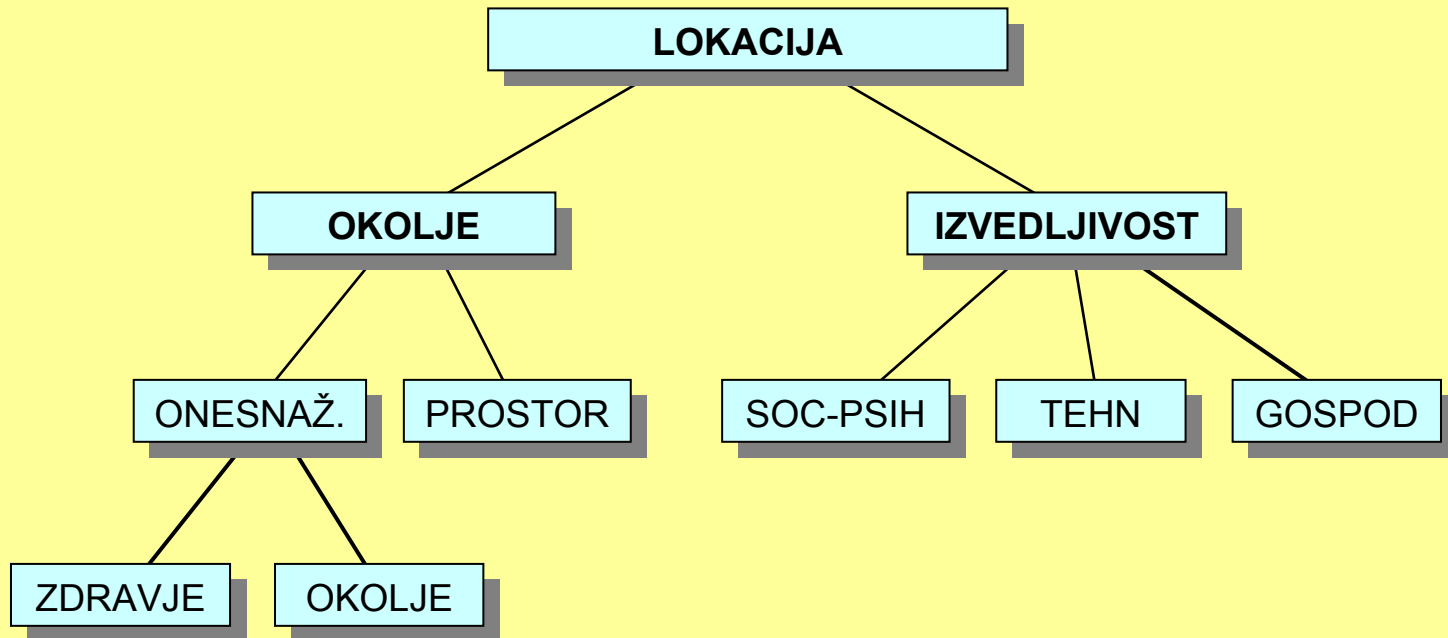 LOKACIJA
OKOLJE
IZVEDLJIVOST
ONESNAŽ.
PROSTOR
SOC-PSIH
TEHN
GOSPOD
ZDRAVJE
OKOLJE